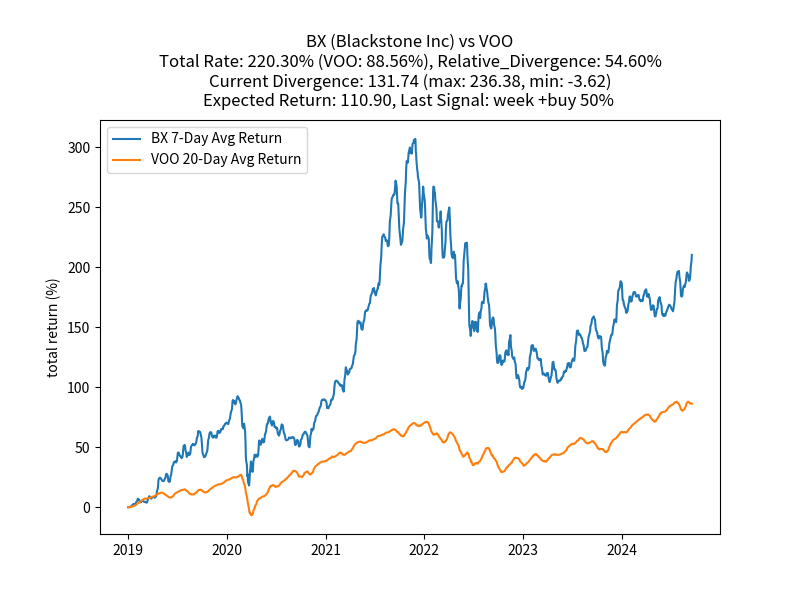 BX (Blackstone Inc) vs VOO
Total Rate: 220.30% (VOO: 88.56%), Relative_Divergence: 54.60%
Current Divergence: 131.74 (max: 236.38, min: -3.62)
Expected Return: 110.90, Last Signal: week +buy 50%
BX 7-Day Avg Return
VOO 20-Day Avg Return
total return (%)
300
250
200
150
100
50
0
2019 2020 2021 2022 2023 2024